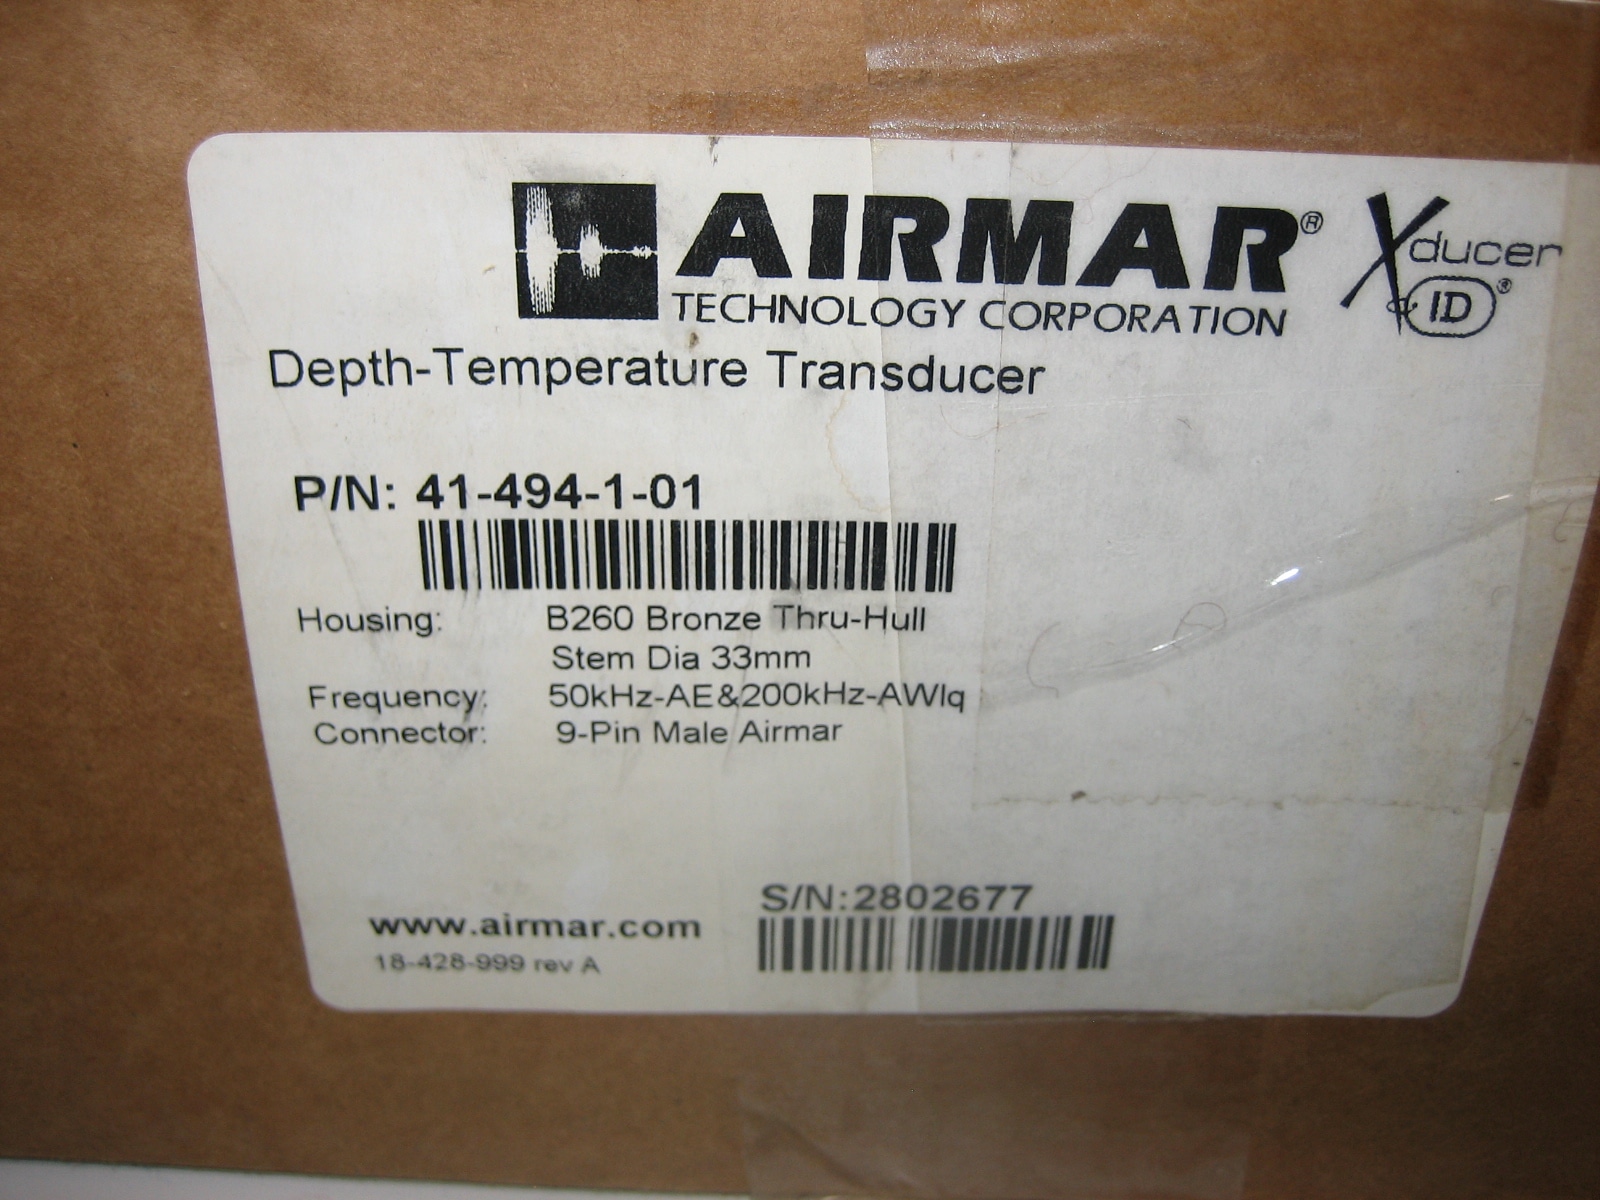 AIRMAR® Xducer ID®
TECHNOLOGY CORPORATION
Depth-Temperature Transducer
P/N: 41-494-1-01
Housing: B260 Bronze Thru-Hull
Stem Dia 33mm
Frequency: 50kHz-AE&200kHz-AWIq
Connector: 9-Pin Male Airmar
S/N:2802677
www.airmar.com
18-428-999 rev A